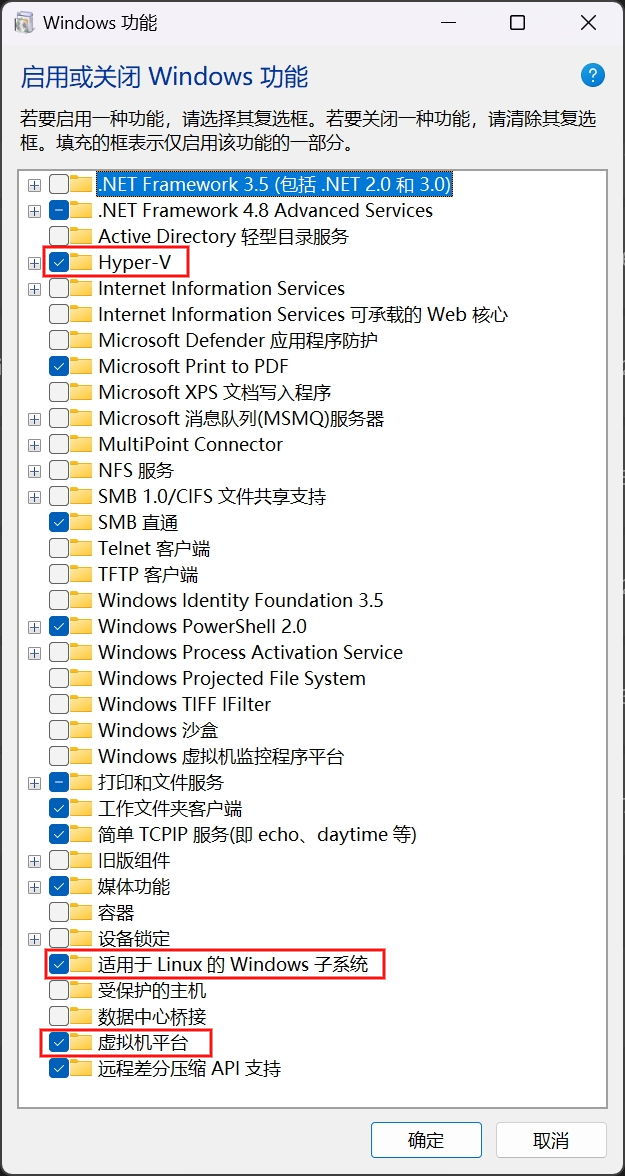 Windows 功能
启用或关闭 Windows 功能
?
若要启用一种功能，请选择其复选框。若要关闭一种功能，请清除其复选
框。填充的框表示仅启用该功能的一部分。
.NET Framework 3.5 (包括 .NET 2.0 和 3.0)
.NET Framework 4.8 Advanced Services
Active Directory 轻型目录服务
Hyper-V
Internet Information Services
Internet Information Services 可承载的 Web 核心
Microsoft Defender 应用程序防护
Microsoft Print to PDF
Microsoft XPS 文档写入程序
Microsoft 消息队列(MSMQ)服务器
MultiPoint Connector
NFS 服务
SMB 1.0/CIFS 文件共享支持
SMB 直通
Telnet 客户端
TFTP 客户端
Windows Identity Foundation 3.5
Windows PowerShell 2.0
Windows Process Activation Service
Windows Projected File System
Windows TIFF IFilter
Windows 沙盒
Windows 虚拟机监控程序平台
打印和文件服务
工作文件夹客户端
简单 TCPIP 服务(即 echo、daytime 等)
旧版组件
媒体功能
容器
设备锁定
适用于 Linux 的 Windows 子系统
受保护的主机
数据中心桥接
虚拟机平台
远程差分压缩 API 支持
确定
取消